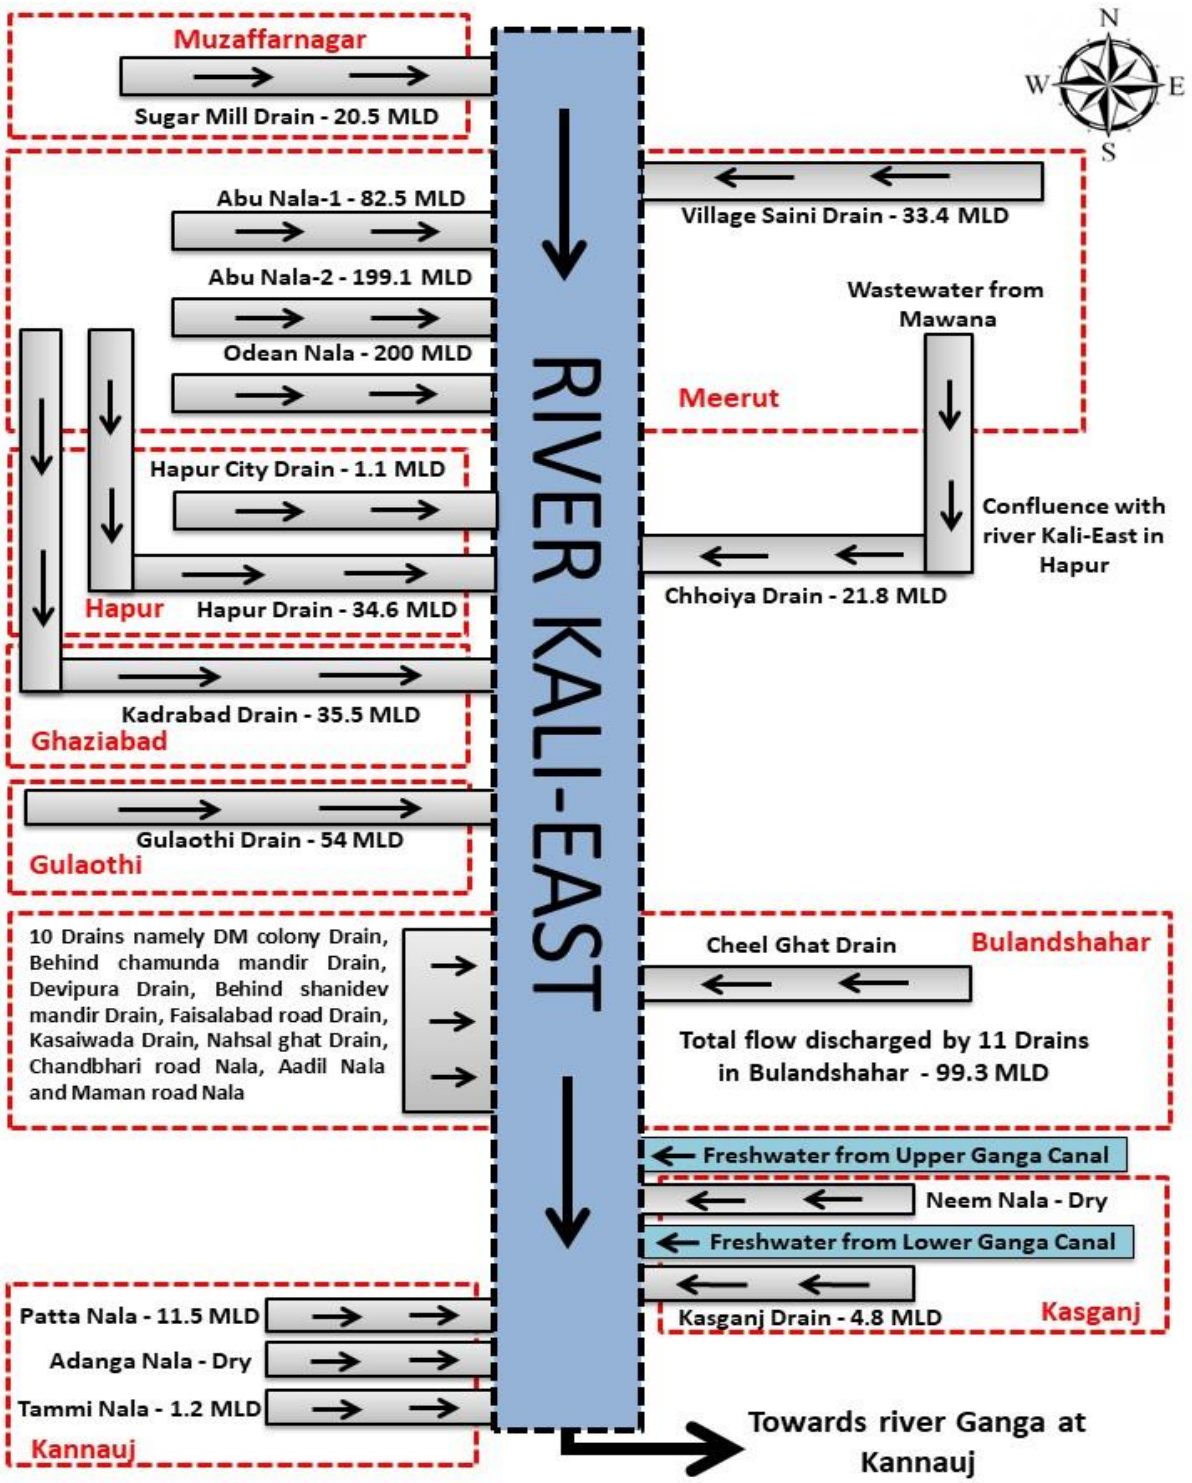 N
W
E
S
Muzaffarnagar
Sugar Mill Drain - 20.5 MLD
Abu Nala-1 - 82.5 MLD
Village Saini Drain - 33.4 MLD
Abu Nala-2 - 199.1 MLD
Wastewater from
Mawana
Odean Nala - 200 MLD
Meerut
RIVER KALI-EAST
Hapur City Drain - 1.1 MLD
Confluence with
river Kali-East in
Hapur
Hapur
Hapur Drain - 34.6 MLD
Chhoiya Drain - 21.8 MLD
Kadrabad Drain - 35.5 MLD
Ghaziabad
Gulaothi Drain - 54 MLD
Gulaothi
10 Drains namely DM colony Drain,
Behind chamunda mandir Drain,
Devipura Drain, Behind shanidev
mandir Drain, Faisalabad road Drain,
Kasaiwada Drain, Nahsal ghat Drain,
Chandbhari road Nala, Aadil Nala
and Maman road Nala
Cheel Ghat Drain
Bulandshahar
Total flow discharged by 11 Drains
in Bulandshahar - 99.3 MLD
Freshwater from Upper Ganga Canal
Neem Nala - Dry
Freshwater from Lower Ganga Canal
Kasganj Drain - 4.8 MLD
Kasganj
Patta Nala - 11.5 MLD
Adanga Nala - Dry
Tammi Nala - 1.2 MLD
Kannauj
Towards river Ganga at
Kannauj